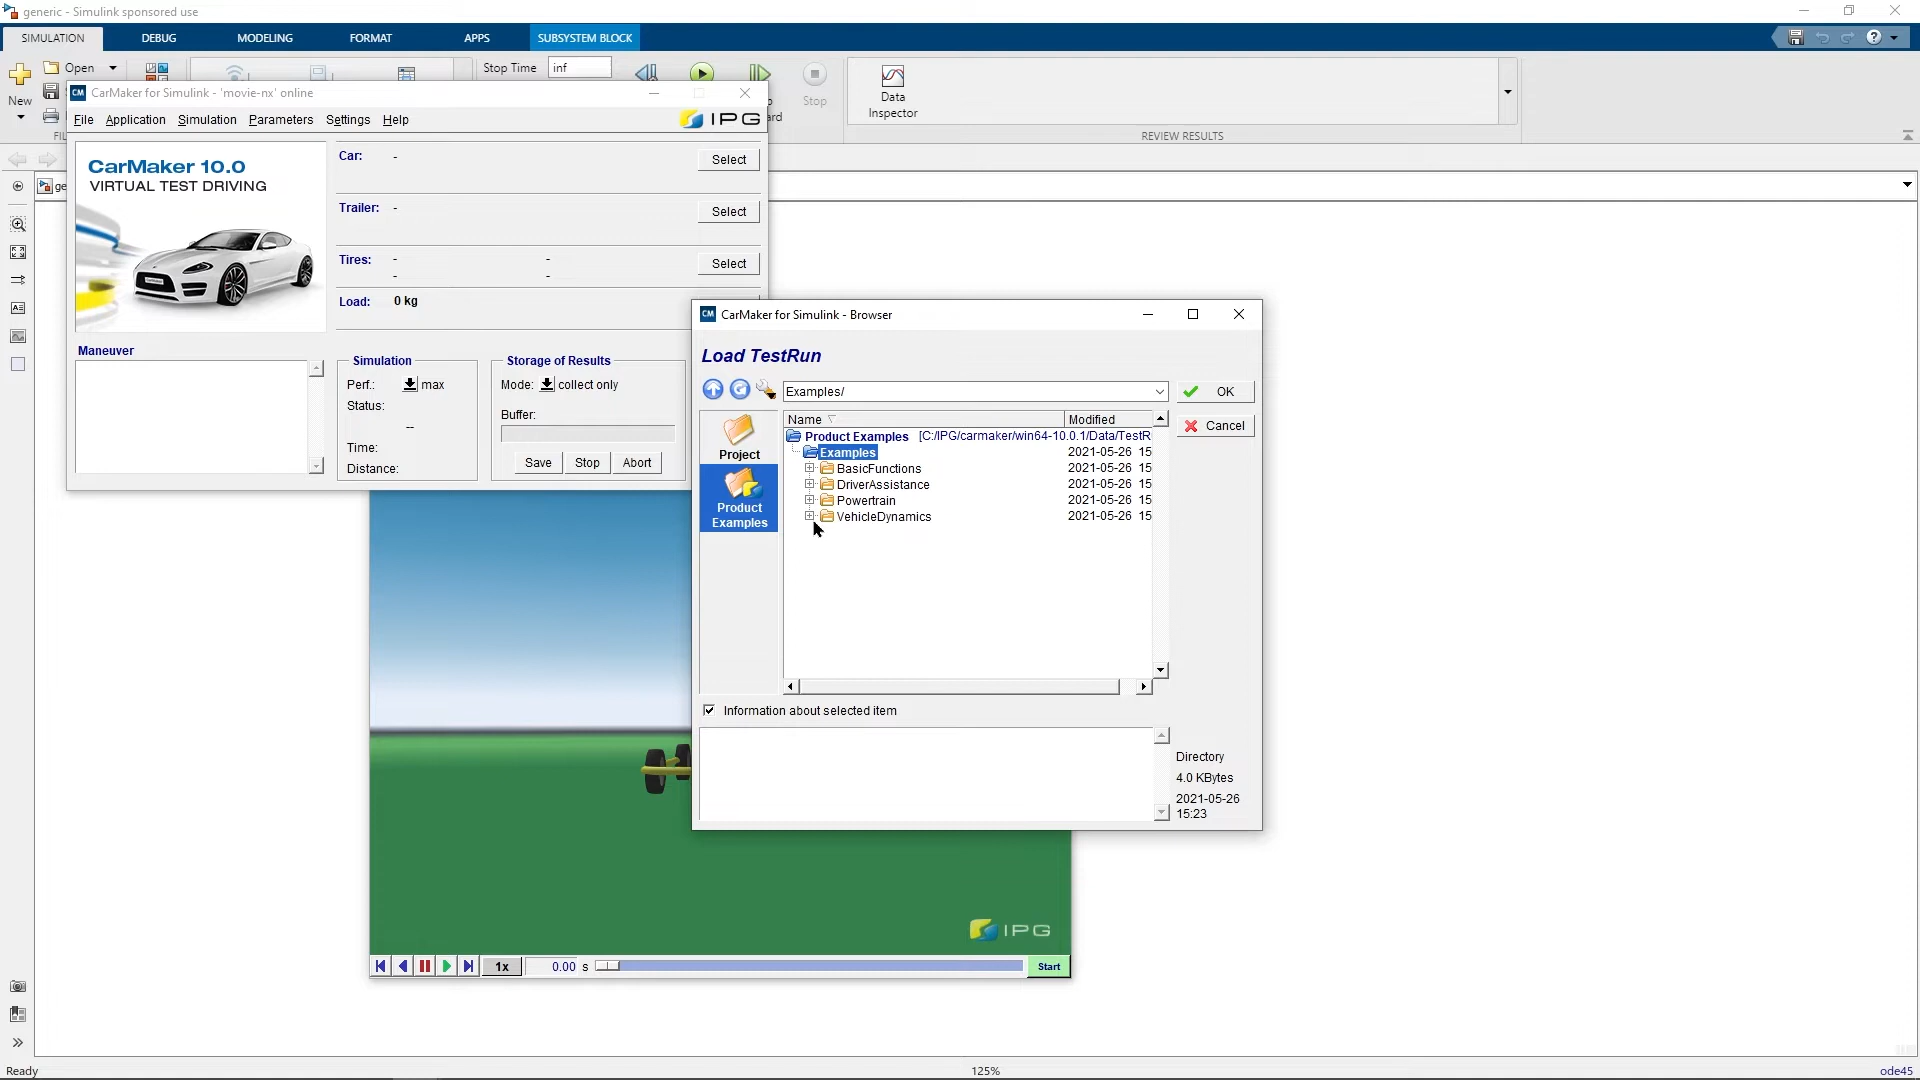 generic - Simulink sponsored use
SIMULATION DEBUG MODELING FORMAT APPS SUBSYSTEM BLOCK
Open
New
Stop Time inf
Stop
Data
Inspector
REVIEW RESULTS
CM CarMaker for Simulink - 'movie-nx' online
File Application Simulation Parameters Settings Help
IPG
CarMaker 10.0
VIRTUAL TEST DRIVING
Car: - Select
Trailer: - Select
Tires: - - Select
- -
Load: 0 kg
Maneuver
Simulation
Perf.: max
Status:
--
Time:
Distance:
Storage of Results
Mode: collect only
Buffer:
Save Stop Abort
CM CarMaker for Simulink - Browser
Load TestRun
Examples/
OK
Cancel
Project
Product
Examples
Name Modified
Product Examples [C:/IPG/carmaker/win64-10.0.1/Data/TestR
Examples 2021-05-26 15
BasicFunctions 2021-05-26 15
DriverAssistance 2021-05-26 15
Powertrain 2021-05-26 15
VehicleDynamics 2021-05-26 15
Information about selected item
Directory
4.0 KBytes
2021-05-26
15:23
IPG
1x 0.00 s Start
Ready 125% ode45